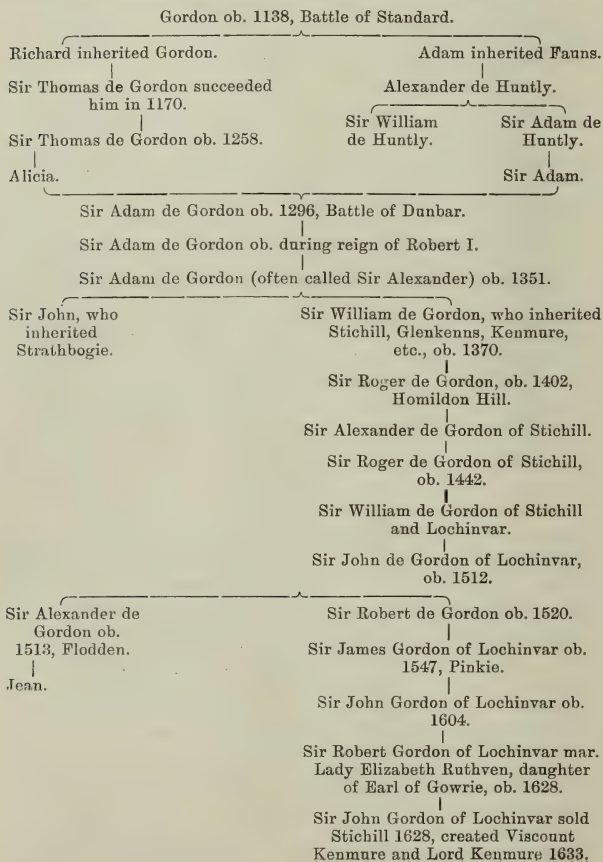 Gordon ob. 1138, Battle of Standard.
Richard inherited Gordon.
Adam inherited Fauns.
Sir Thomas de Gordon succeeded
him in 1170.
Alexander de Huntly.
Sir Thomas de Gordon ob. 1258.
Sir William
de Huntly.
Sir Adam de
Huntly.
Alicia.
Sir Adam.
Sir Adam de Gordon ob. 1296, Battle of Dunbar.
Sir Adam de Gordon ob. during reign of Robert I.
Sir Adam de Gordon (often called Sir Alexander) ob. 1351.
Sir John, who
inherited
Strathbogie.
Sir William de Gordon, who inherited
Stichill, Glenkenns, Kenmure,
etc., ob. 1370.
Sir Roger de Gordon, ob. 1402,
Homildon Hill.
Sir Alexander de Gordon of Stichill.
Sir Roger de Gordon of Stichill,
ob. 1442.
Sir William de Gordon of Stichill
and Lochinvar.
Sir John de Gordon of Lochinvar,
ob. 1512.
Sir Alexander de
Gordon ob.
1513, Flodden.
Jean.
Sir Robert de Gordon ob. 1520.
Sir James Gordon of Lochinvar ob.
1547, Pinkie.
Sir John Gordon of Lochinvar ob.
1604.
Sir Robert Gordon of Lochinvar mar.
Lady Elizabeth Ruthven, daughter
of Earl of Gowrie, ob. 1628.
Sir John Gordon of Lochinvar sold
Stichill 1628, created Viscount
Kenmure and Lord Kenmure 1633.